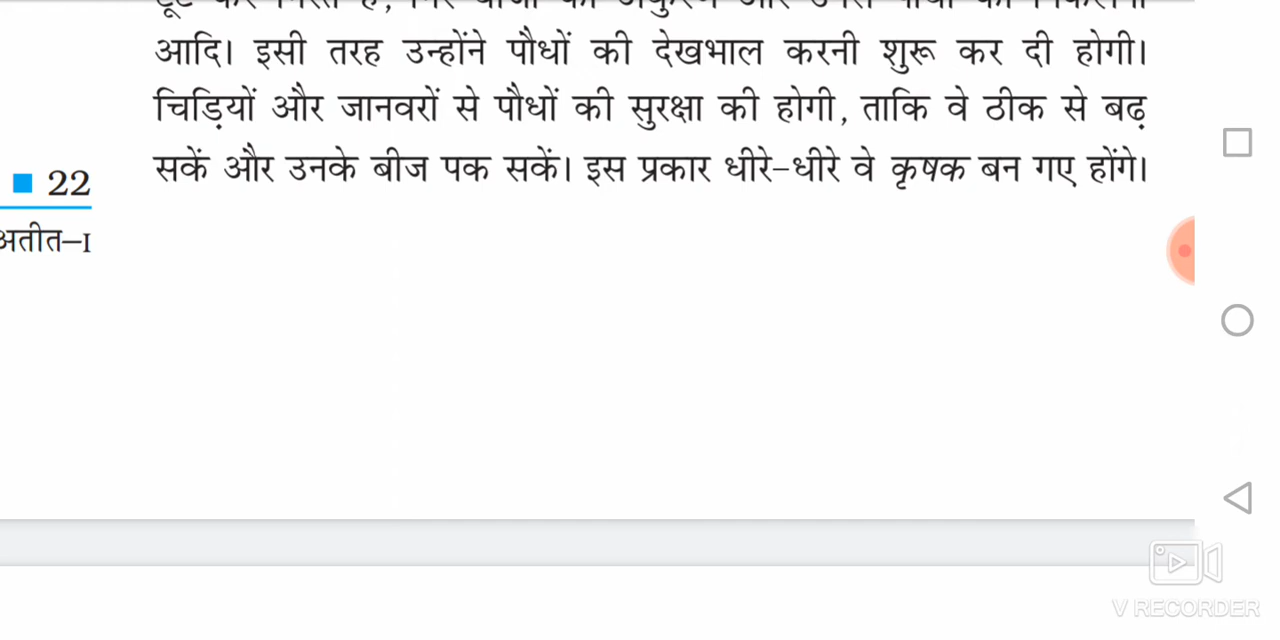 आदि। इसी तरह उन्होंने पौधों की देखभाल करनी शुरू कर दी होगी।
चिड़ियों और जानवरों से पौधों की सुरक्षा की होगी, ताकि वे ठीक से बढ़
सकें और उनके बीज पक सकें। इस प्रकार धीरे–धीरे वे कृषक बन गए होंगे।
■ 22
अतीत–I
V RECORDER